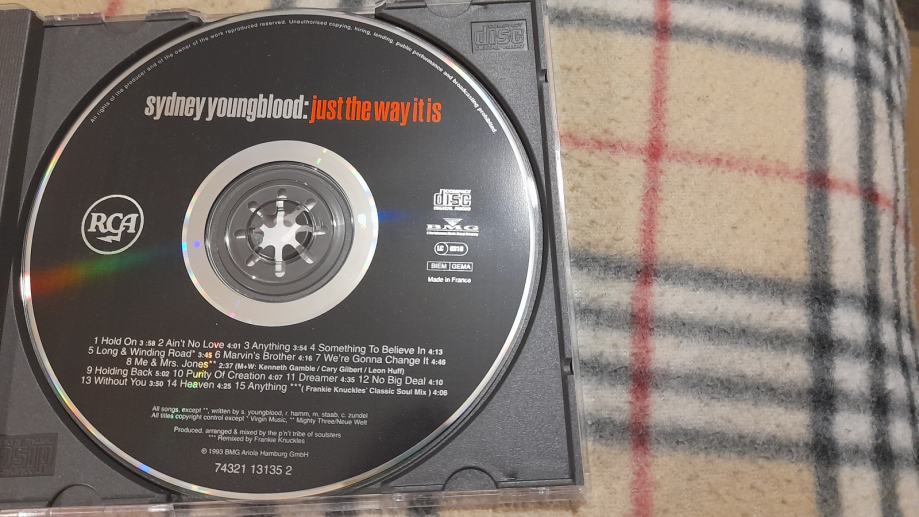 All rights of the producer and of the owner of the work reproduced reserved. Unauthorised copying, hiring, lending, public performance and broadcasting prohibited
disc
sydney youngblood: just the way it is
RCA
COMPACT
disc
DIGITAL AUDIO
BMG
LC
BIEM GEMA
Made in France
1 Hold On 3:58 2 Ain't No Love 4:01 3 Anything 3:54 4 Something To Believe In 4:13
5 Long & Winding Road* 3:45 6 Marvin's Brother 4:16 7 We're Gonna Change It 4:46
8 Me & Mrs. Jones** 2:37 (M+W: Kenneth Gamble / Cary Gilbert / Leon Huff)
9 Holding Back 5:02 10 Purity Of Creation 4:07 11 Dreamer 4:35 12 No Big Deal 4:10
13 Without You 3:50 14 Heaven 4:25 15 Anything ***( Frankie Knuckles' Classic Soul Mix ) 4:06
All songs, except **, written by s. youngblood, r. hamm, m. staab, c. zundel
All titles copyright control except * Virgin Music, ** Mighty Three/Neue Welt
Produced, arranged & mixed by the p'n't tribe of soulsters
*** Remixed by Frankie Knuckles
© 1993 BMG Ariola Hamburg GmbH
74321 13135 2